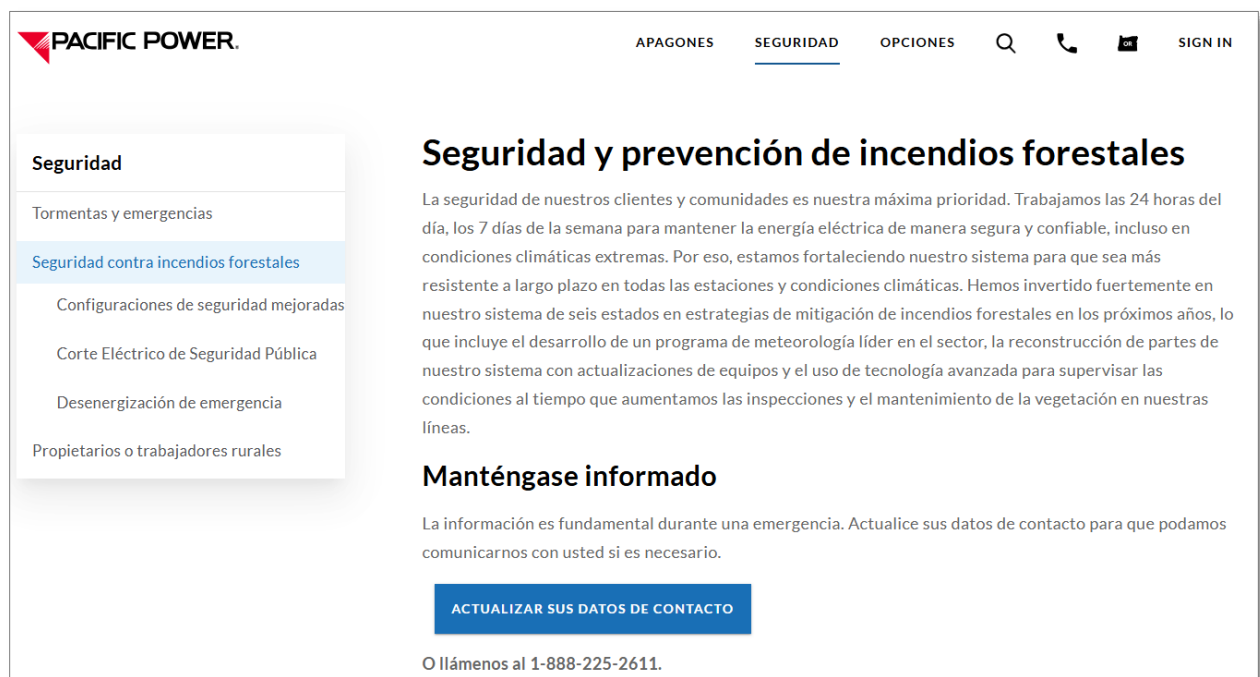 PACIFIC POWER.
APAGONES SEGURIDAD OPCIONES OR SIGN IN
Seguridad
Tormentas y emergencias
Seguridad contra incendios forestales
Configuraciones de seguridad mejoradas
Corte Eléctrico de Seguridad Pública
Desenergización de emergencia
Propietarios o trabajadores rurales
Seguridad y prevención de incendios forestales
La seguridad de nuestros clientes y comunidades es nuestra máxima prioridad. Trabajamos las 24 horas del
día, los 7 días de la semana para mantener la energía eléctrica de manera segura y confiable, incluso en
condiciones climáticas extremas. Por eso, estamos fortaleciendo nuestro sistema para que sea más
resistente a largo plazo en todas las estaciones y condiciones climáticas. Hemos invertido fuertemente en
nuestro sistema de seis estados en estrategias de mitigación de incendios forestales en los próximos años, lo
que incluye el desarrollo de un programa de meteorología líder en el sector, la reconstrucción de partes de
nuestro sistema con actualizaciones de equipos y el uso de tecnología avanzada para supervisar las
condiciones al tiempo que aumentamos las inspecciones y el mantenimiento de la vegetación en nuestras
líneas.
Manténgase informado
La información es fundamental durante una emergencia. Actualice sus datos de contacto para que podamos
comunicarnos con usted si es necesario.
ACTUALIZAR SUS DATOS DE CONTACTO
O llámenos al 1-888-225-2611.